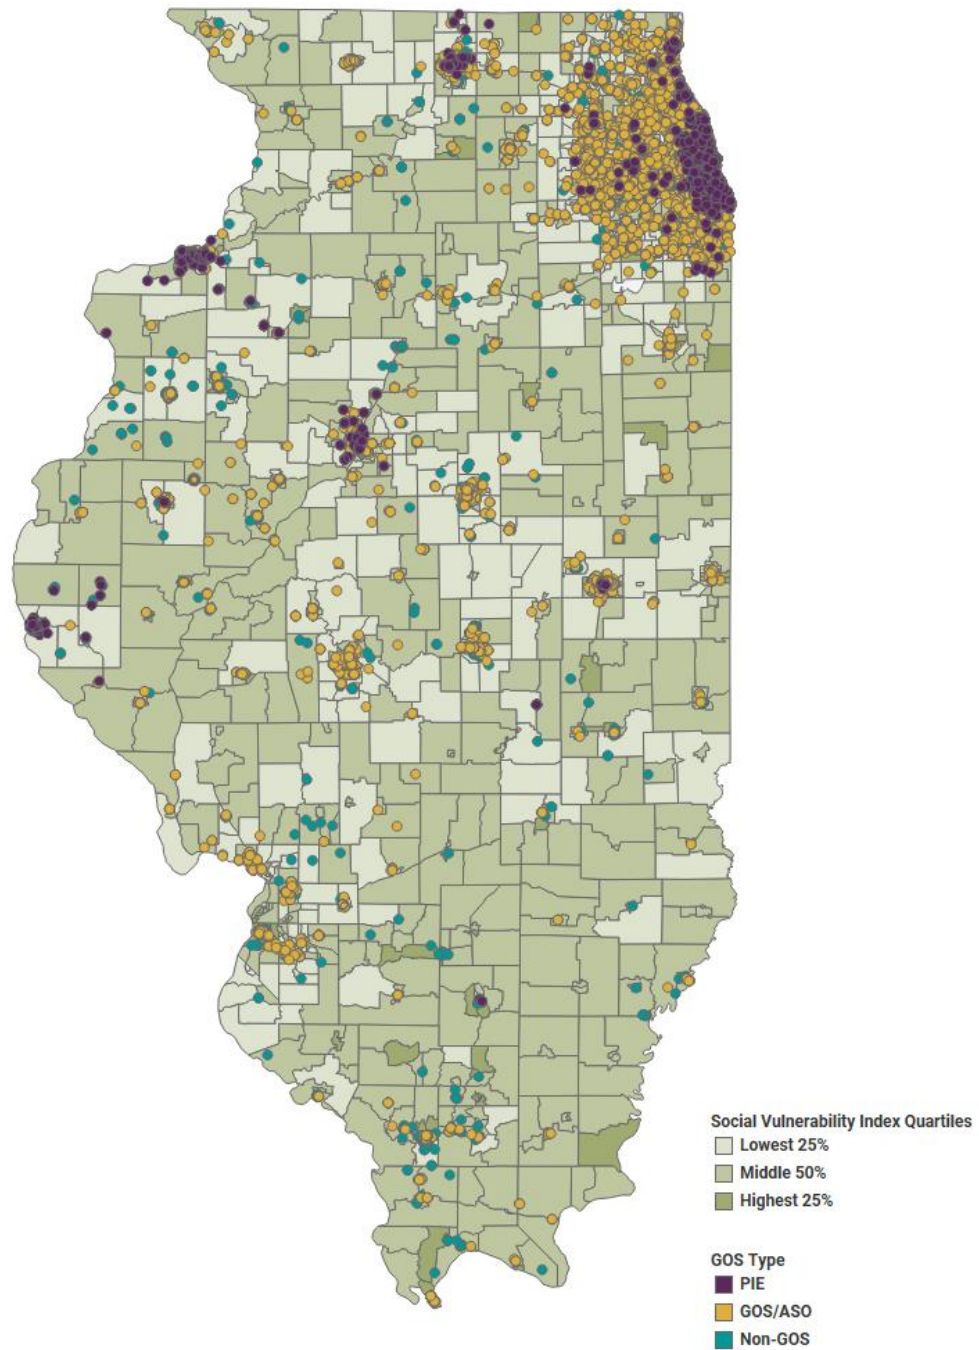 Social Vulnerability Index Quartiles
Lowest 25%
Middle 50%
Highest 25%
GOS Type
PIE
GOS/ASO
Non-GOS